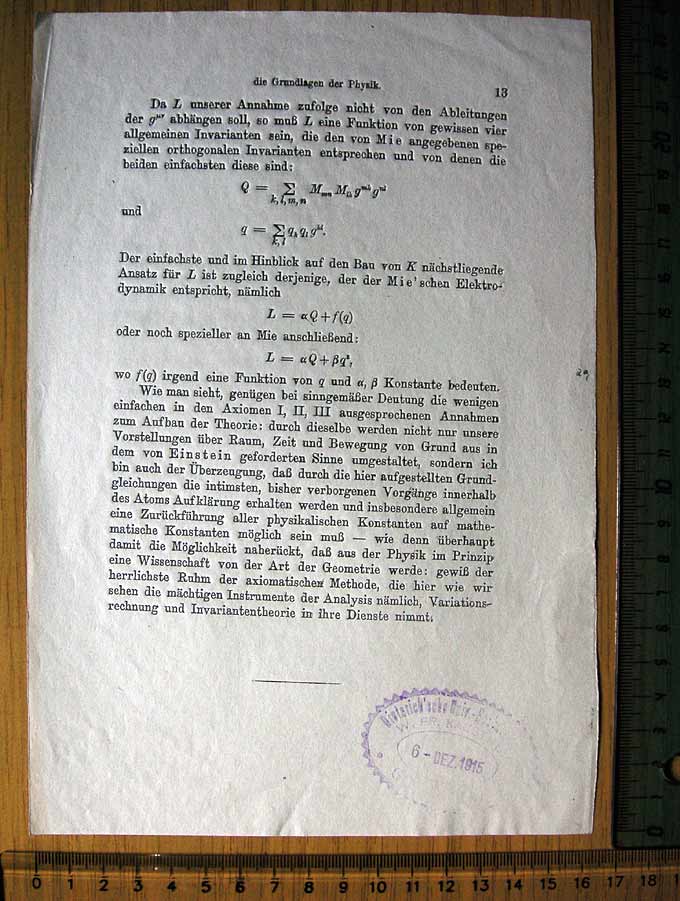 die Grundlagen der Physik.
13
Da L unserer Annahme zufolge nicht von den Ableitungen
der g^{μν} abhängen soll, so muß L eine Funktion von gewissen vier
allgemeinen Invarianten sein, die den von Mie angegebenen spe-
ziellen orthogonalen Invarianten entsprechen und von denen die
beiden einfachsten diese sind:
Q = Σ_{k,l,m,n} M_{mn} M_{lk} g^{mk} g^{nl}
und
q = Σ_{k,l} q_k q_l g^{kl}.
Der einfachste und im Hinblick auf den Bau von K nächstliegende
Ansatz für L ist zugleich derjenige, der der Mie'schen Elektro-
dynamik entspricht, nämlich
L = αQ + f(q)
oder noch spezieller an Mie anschließend:
L = αQ + βq³,
wo f(q) irgend eine Funktion von q und α, β Konstante bedeuten.
29
Wie man sieht, genügen bei sinngemäßer Deutung die wenigen
einfachen in den Axiomen I, II, III ausgesprochenen Annahmen
zum Aufbau der Theorie: durch dieselbe werden nicht nur unsere
Vorstellungen über Raum, Zeit und Bewegung von Grund aus in
dem von Einstein geforderten Sinne umgestaltet, sondern ich
bin auch der Überzeugung, daß durch die hier aufgestellten Grund-
gleichungen die intimsten, bisher verborgenen Vorgänge innerhalb
des Atoms Aufklärung erhalten werden und insbesondere allgemein
eine Zurückführung aller physikalischen Konstanten auf mathe-
matische Konstanten möglich sein muß — wie denn überhaupt
damit die Möglichkeit naherückt, daß aus der Physik im Prinzip
eine Wissenschaft von der Art der Geometrie werde: gewiß der
herrlichste Ruhm der axiomatischen Methode, die hier wie wir
sehen die mächtigen Instrumente der Analysis nämlich, Variations-
rechnung und Invariantentheorie in ihre Dienste nimmt.
Dieterich'sche Univ.
W. FR.
6 - DEZ. 1915
0 1 2 3 4 5 6 7 8 9 10 11 12 13 14 15 16 17 18